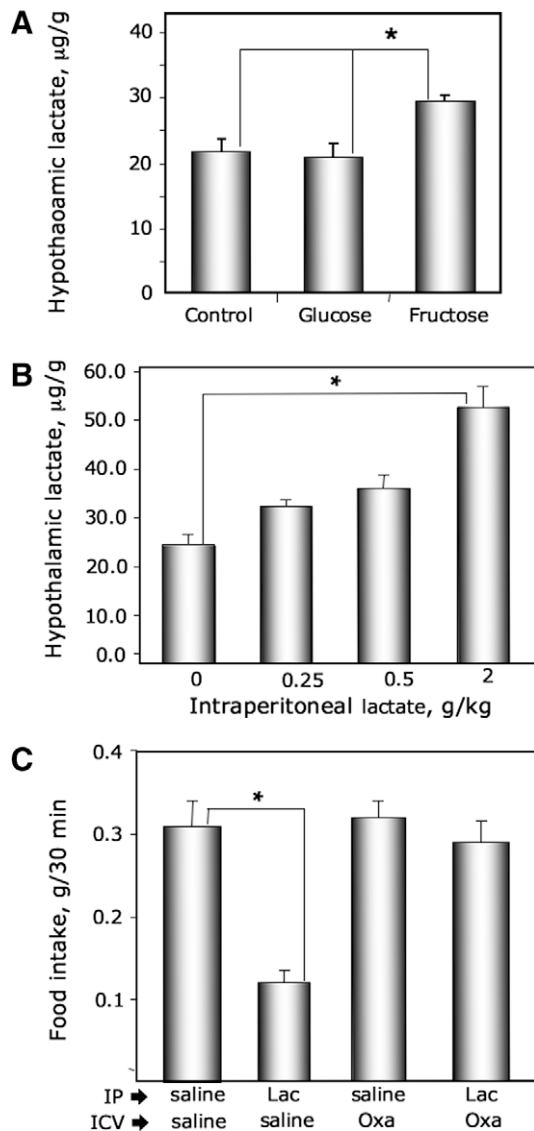 A
Hypothaoamic lactate, μg/g
40
30
20
10
0
*
Control Glucose Fructose
B
Hypothalamic lactate, μg/g
60.0
50.0
40.0
30.0
20.0
10.0
0.0
*
0 0.25 0.5 2
Intraperitoneal lactate, g/kg
C
Food intake, g/30 min
0.4
0.3
0.2
0.1
*
IP ➡ saline Lac saline Lac
ICV ➡ saline saline Oxa Oxa